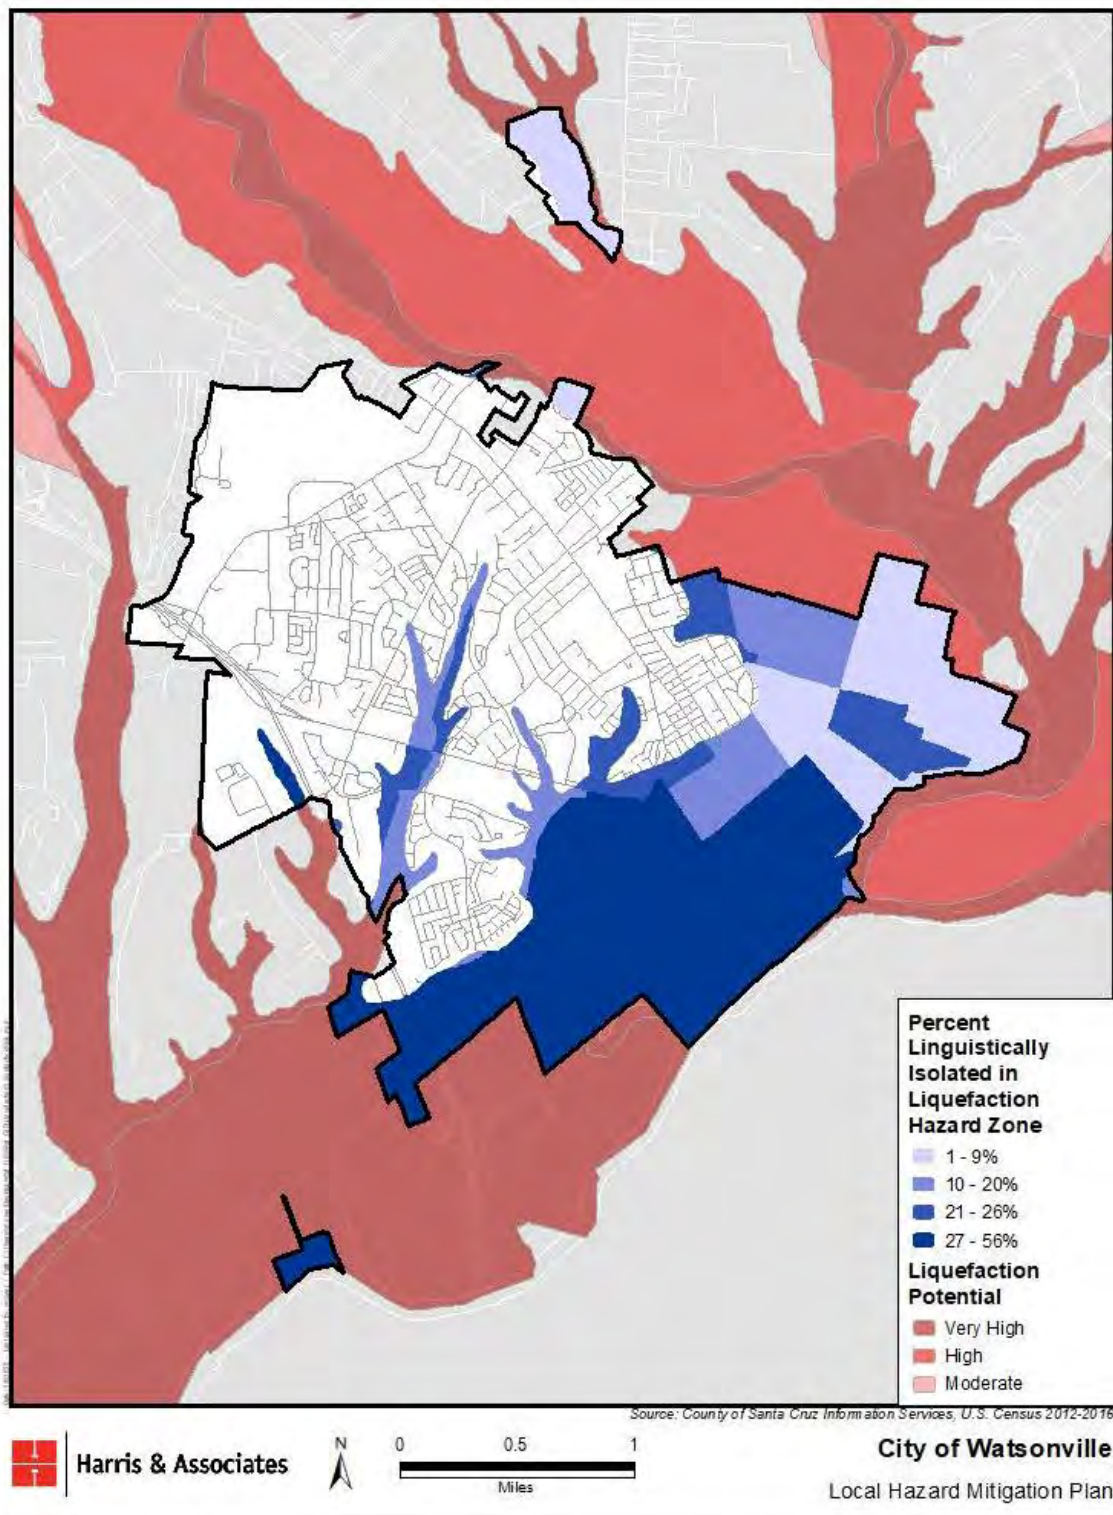 Percent
Linguistically
Isolated in
Liquefaction
Hazard Zone
1 - 9%
10 - 20%
21 - 26%
27 - 56%
Liquefaction
Potential
Very High
High
Moderate
Source: County of Santa Cruz Information Services, U.S. Census 2012-2016
Harris & Associates
N
0 0.5 1
Miles
City of Watsonville
Local Hazard Mitigation Plan